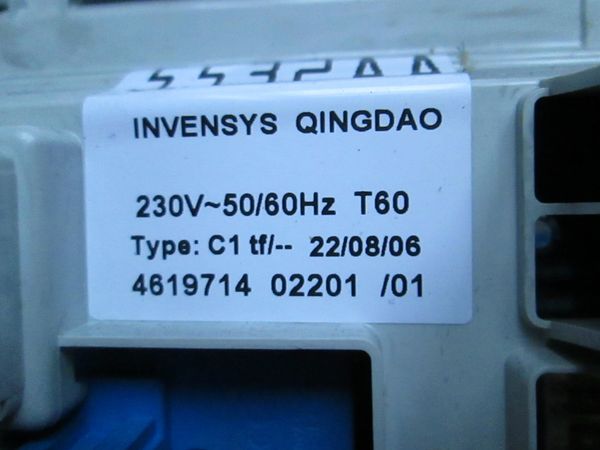 INVENSYS QINGDAO
230V~50/60Hz T60
Type: C1 tf/-- 22/08/06
4619714 02201 /01